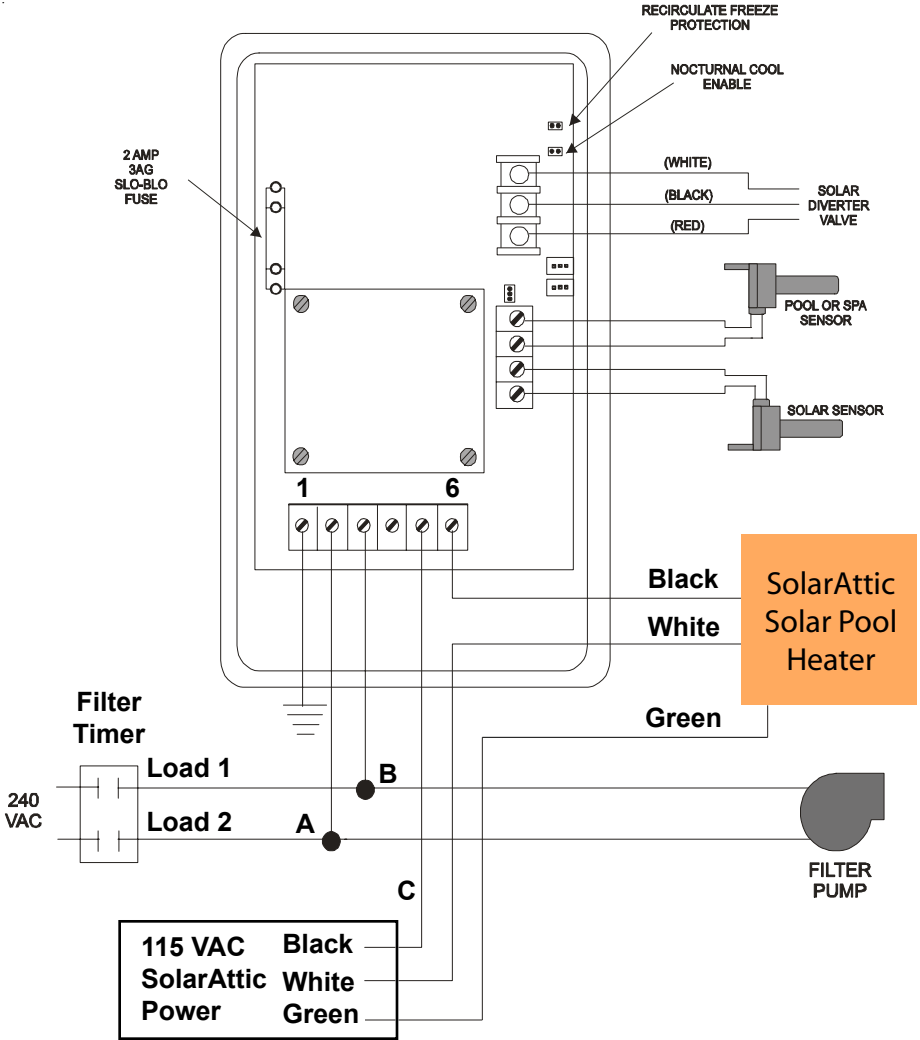 RECIRCULATE FREEZE
PROTECTION
NOCTURNAL COOL
ENABLE
2 AMP
3AG
SLO-BLO
FUSE
(WHITE)
(BLACK)
(RED)
SOLAR
DIVERTER
VALVE
POOL OR SPA
SENSOR
SOLAR SENSOR
1
6
Black
White
Green
SolarAttic
Solar Pool
Heater
Filter
Timer
Load 1
Load 2
240
VAC
B
A
C
FILTER
PUMP
115 VAC
SolarAttic
Power
Black
White
Green